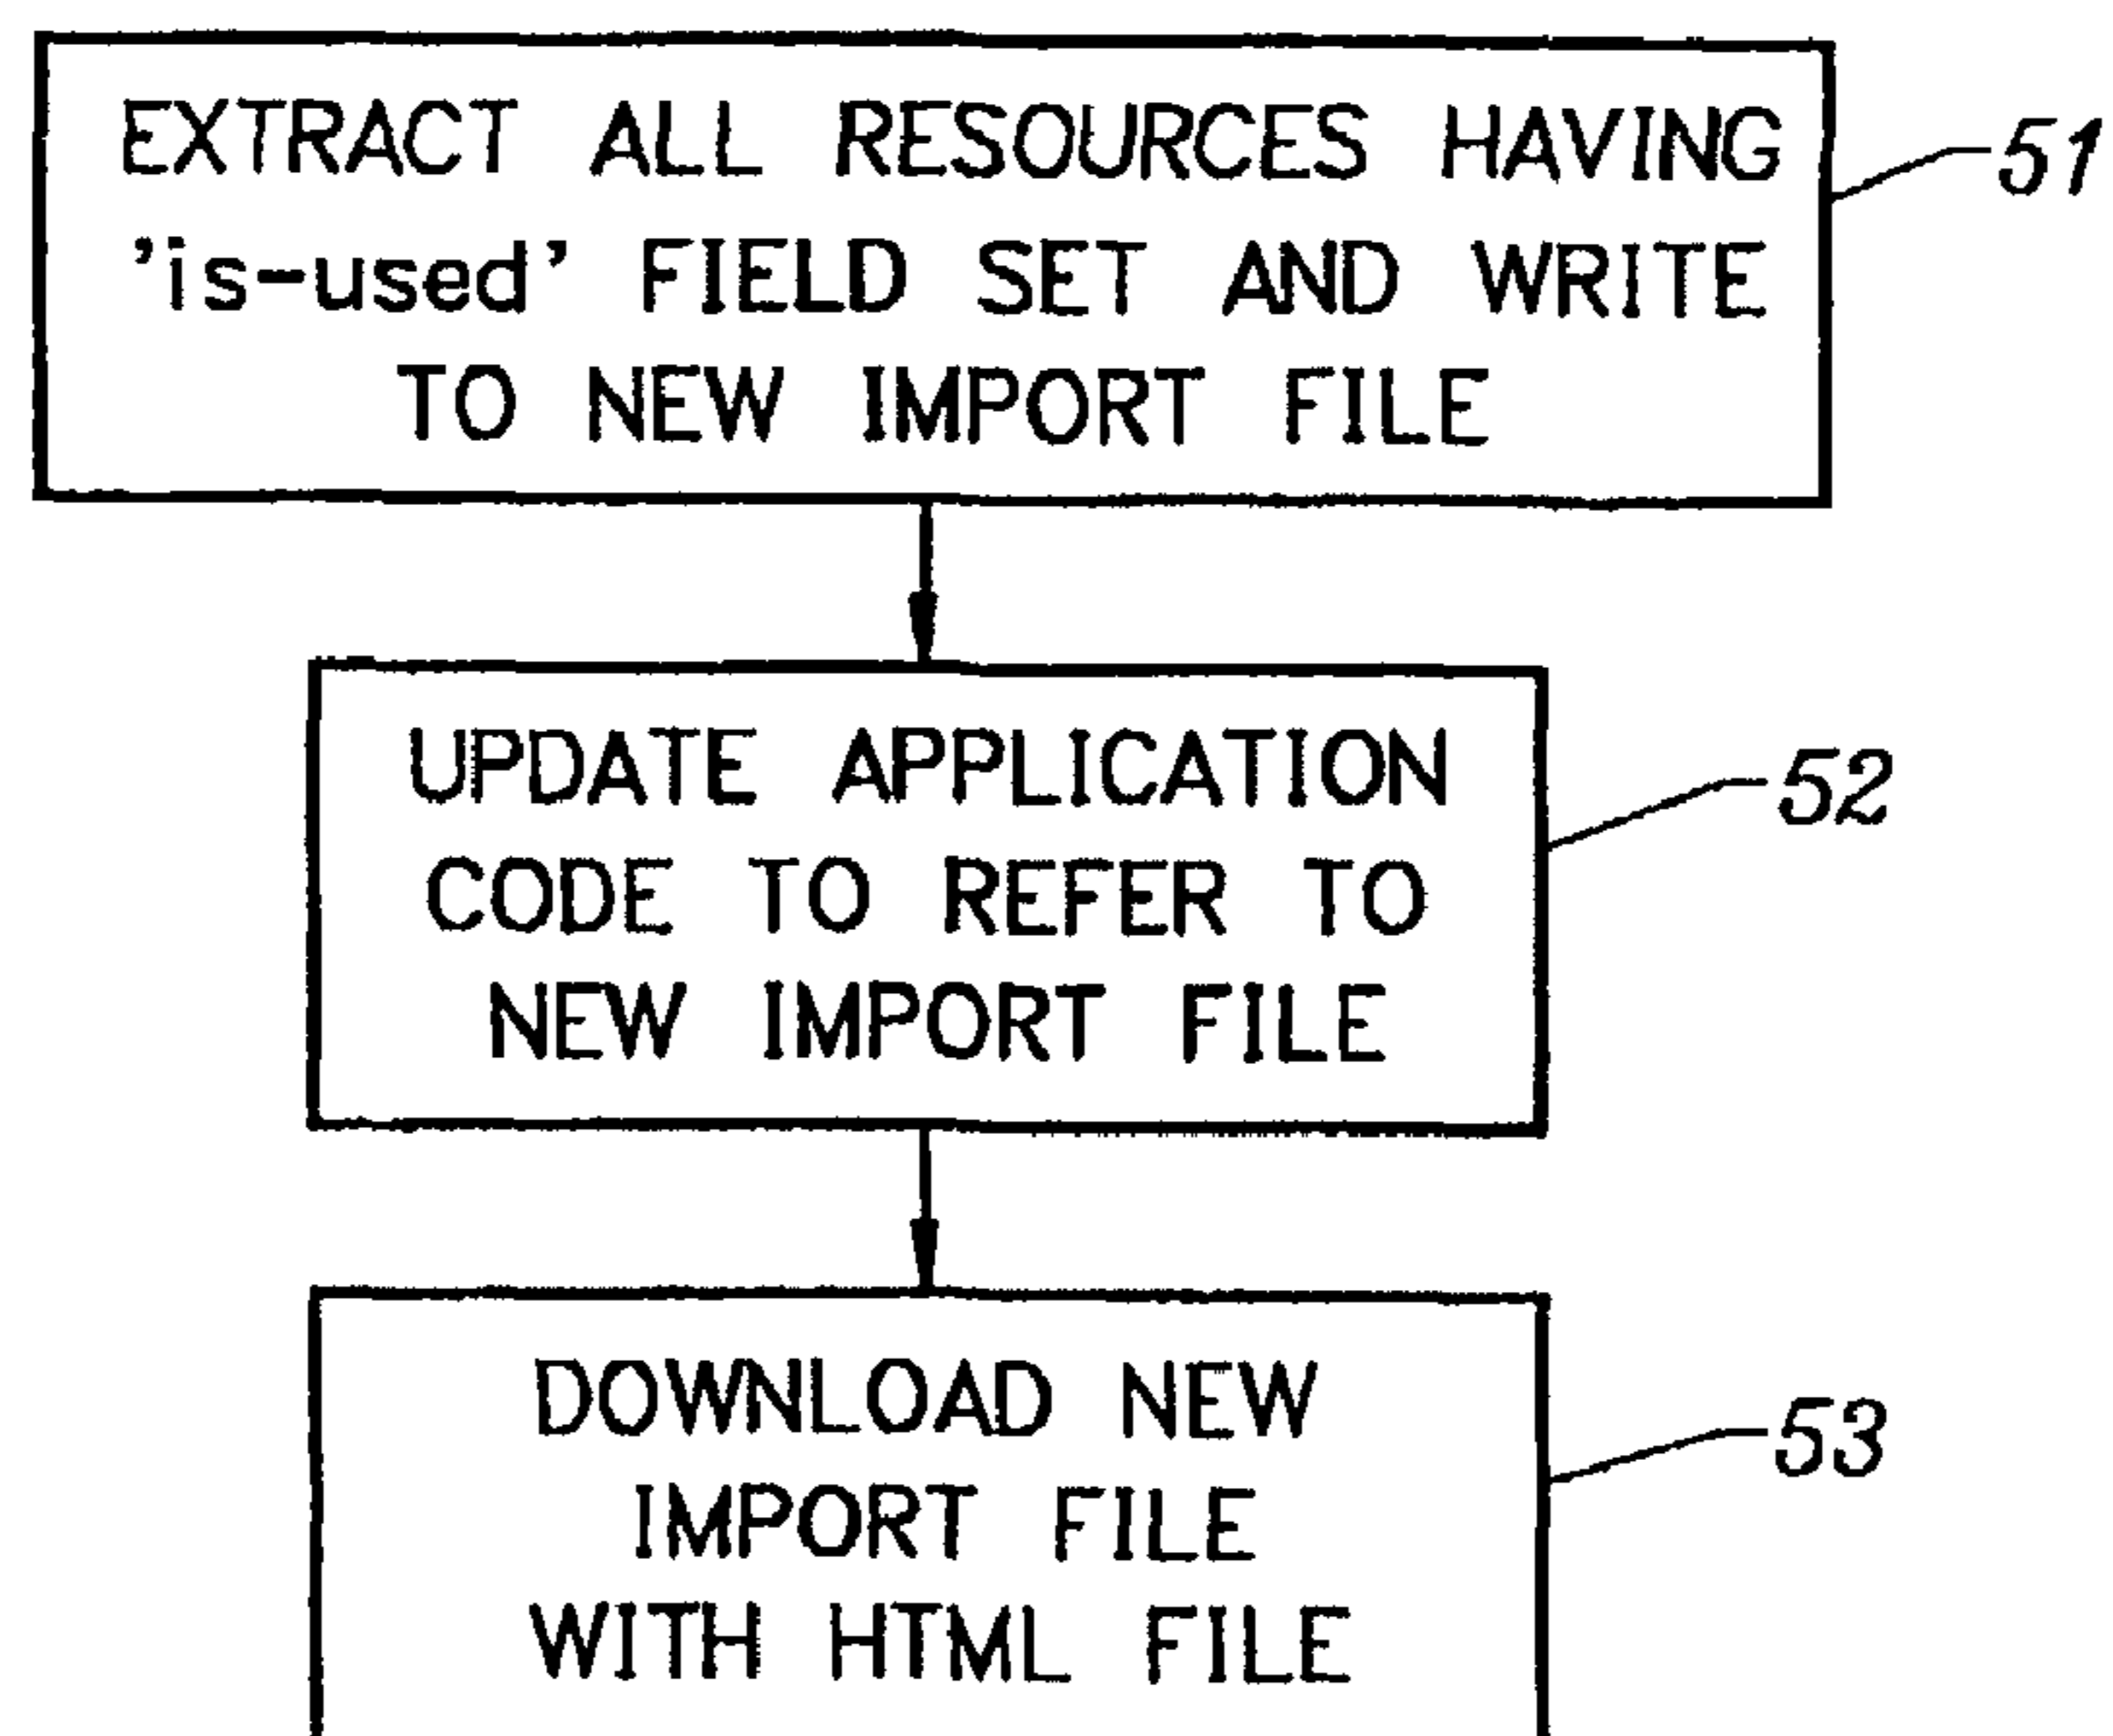 EXTRACT ALL RESOURCES HAVING
'is-used' FIELD SET AND WRITE
TO NEW IMPORT FILE
51
UPDATE APPLICATION
CODE TO REFER TO
NEW IMPORT FILE
52
DOWNLOAD NEW
IMPORT FILE
WITH HTML FILE
53